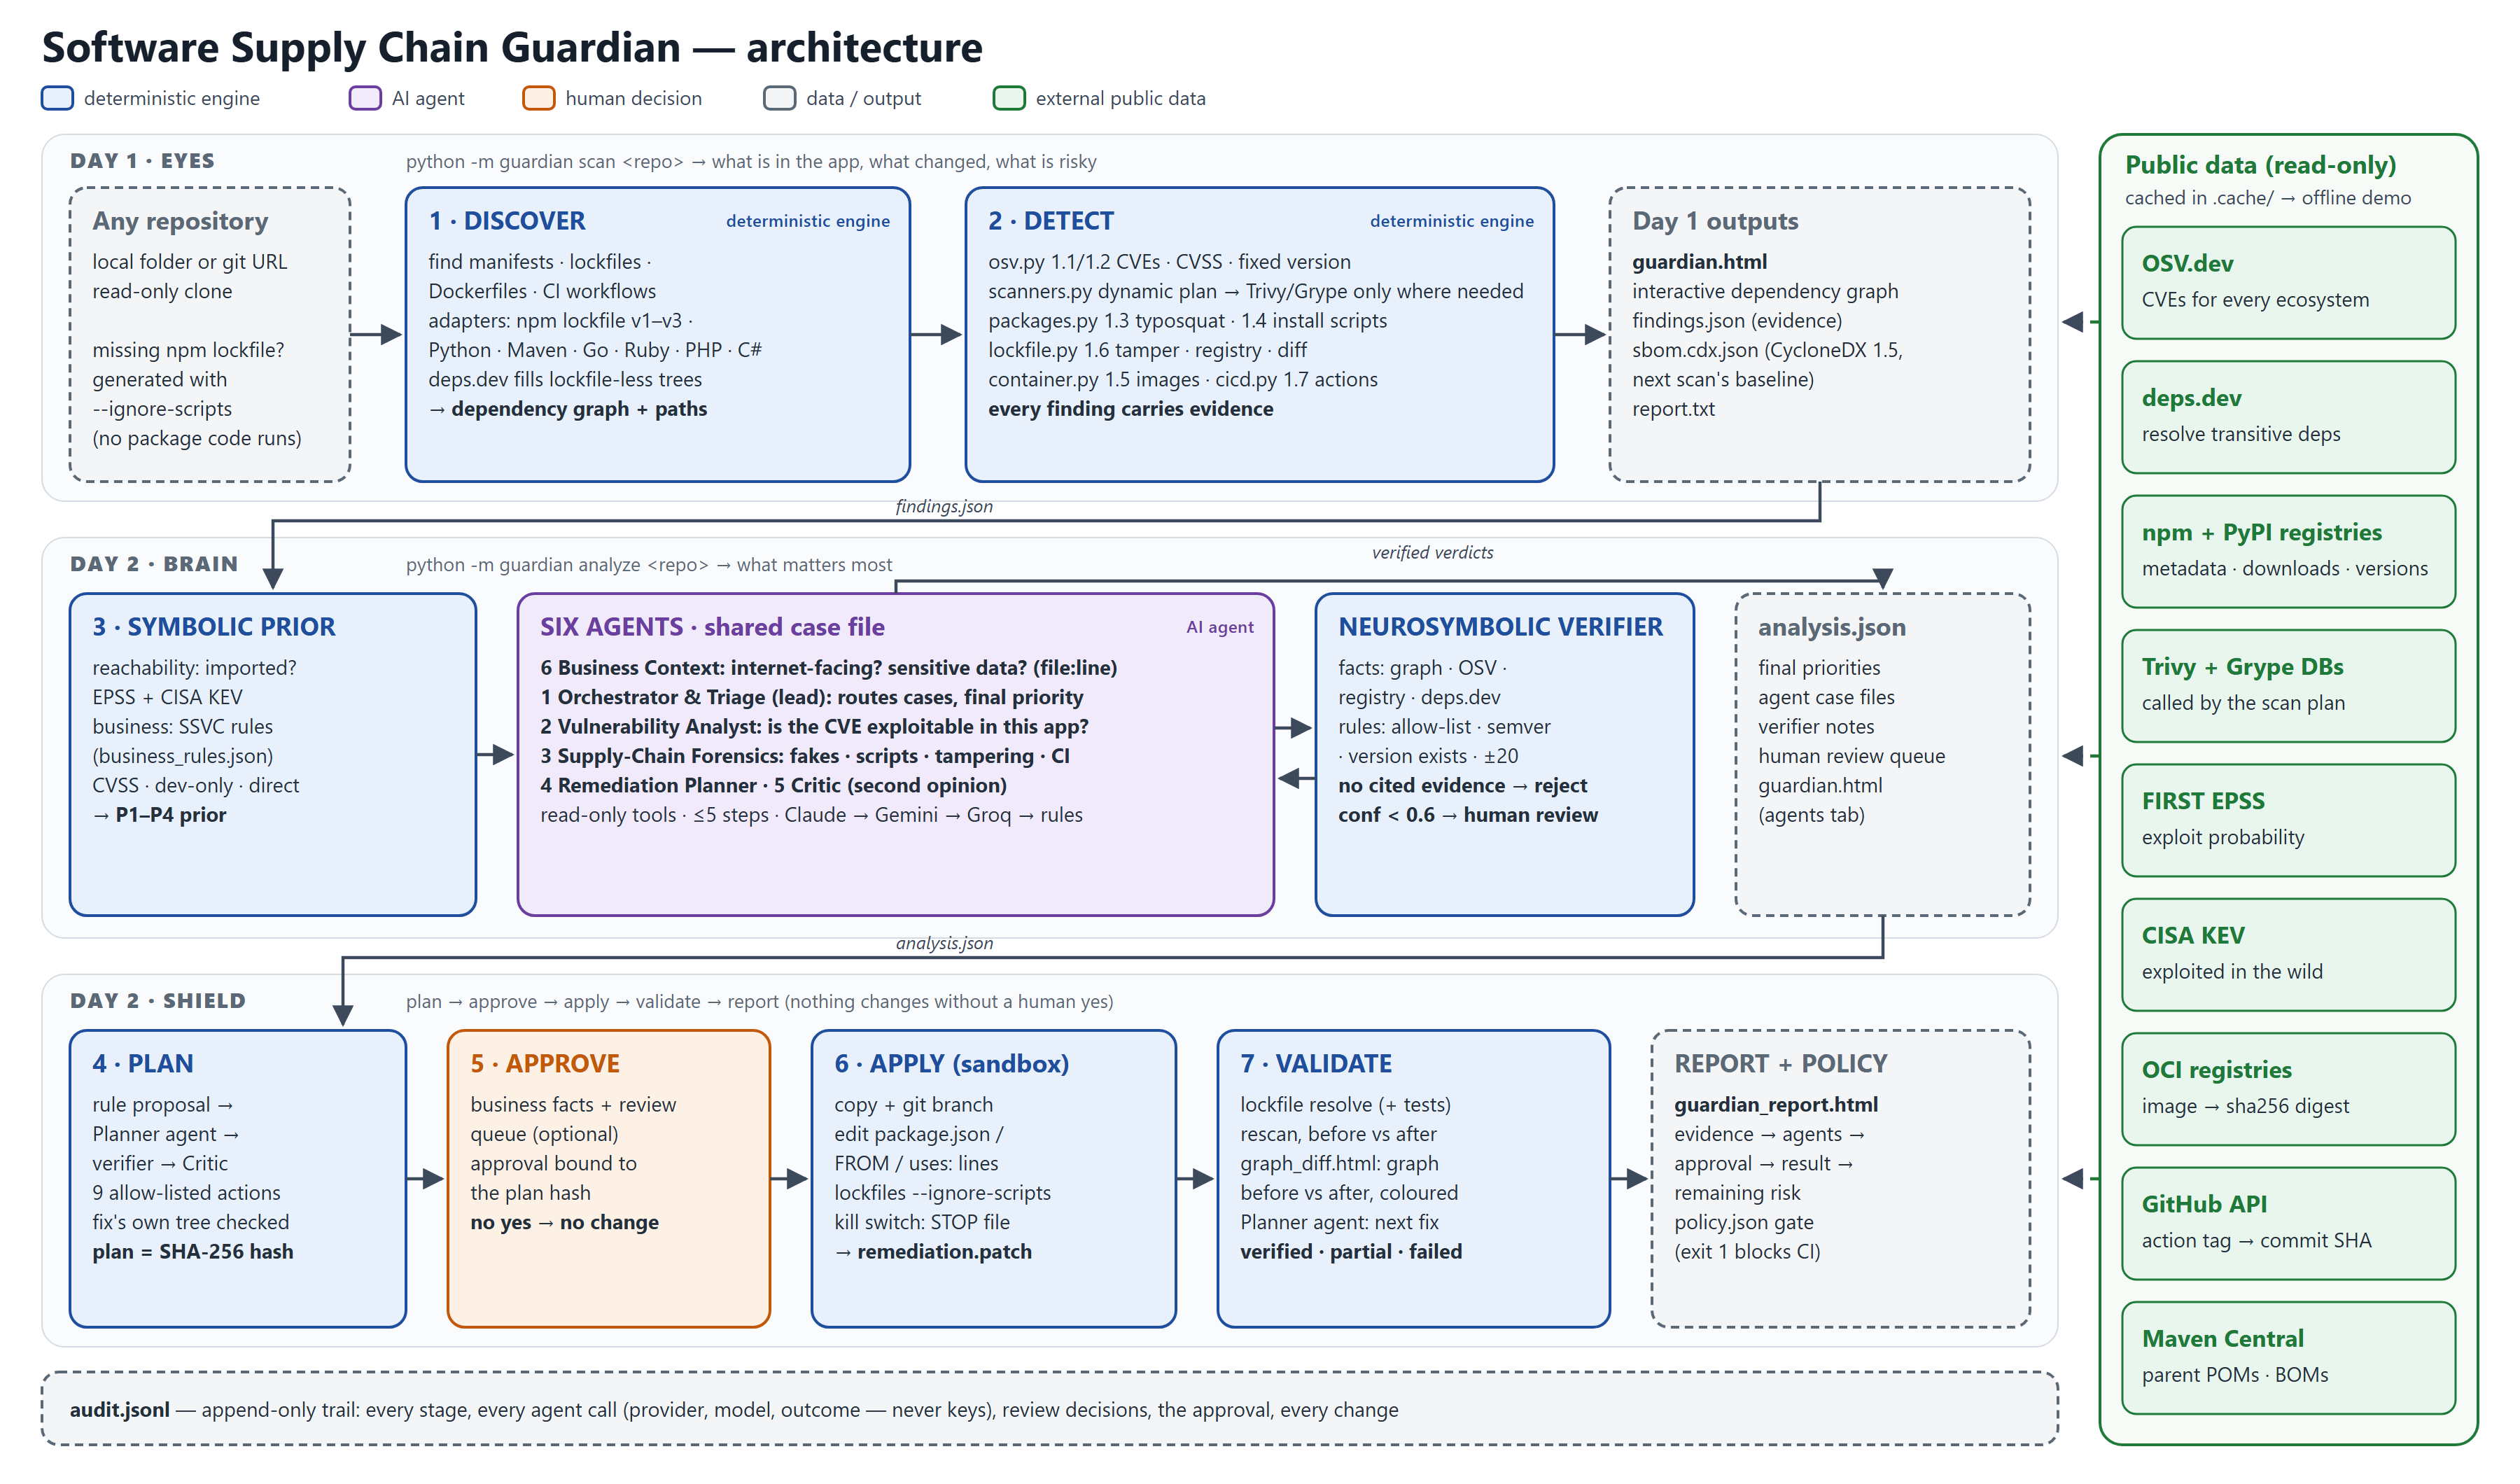 Software Supply Chain Guardian — architecture
deterministic engine
AI agent
human decision
data / output
external public data
DAY 1 · EYES
python -m guardian scan <repo> → what is in the app, what changed, what is risky
Any repository
local folder or git URL
read-only clone
missing npm lockfile?
generated with
--ignore-scripts
(no package code runs)
1 · DISCOVER
deterministic engine
find manifests · lockfiles ·
Dockerfiles · CI workflows
adapters: npm lockfile v1–v3 ·
Python · Maven · Go · Ruby · PHP · C#
deps.dev fills lockfile-less trees
→ dependency graph + paths
2 · DETECT
deterministic engine
osv.py 1.1/1.2 CVEs · CVSS · fixed version
scanners.py dynamic plan → Trivy/Grype only where needed
packages.py 1.3 typosquat · 1.4 install scripts
lockfile.py 1.6 tamper · registry · diff
container.py 1.5 images · cicd.py 1.7 actions
every finding carries evidence
Day 1 outputs
guardian.html
interactive dependency graph
findings.json (evidence)
sbom.cdx.json (CycloneDX 1.5,
next scan's baseline)
report.txt
findings.json
DAY 2 · BRAIN
python -m guardian analyze <repo> → what matters most
verified verdicts
3 · SYMBOLIC PRIOR
reachability: imported?
EPSS + CISA KEV
business: SSVC rules
(business_rules.json)
CVSS · dev-only · direct
→ P1–P4 prior
SIX AGENTS · shared case file
AI agent
6 Business Context: internet-facing? sensitive data? (file:line)
1 Orchestrator & Triage (lead): routes cases, final priority
2 Vulnerability Analyst: is the CVE exploitable in this app?
3 Supply-Chain Forensics: fakes · scripts · tampering · CI
4 Remediation Planner · 5 Critic (second opinion)
read-only tools · ≤5 steps · Claude → Gemini → Groq → rules
NEUROSYMBOLIC VERIFIER
facts: graph · OSV ·
registry · deps.dev
rules: allow-list · semver
· version exists · ±20
no cited evidence → reject
conf < 0.6 → human review
analysis.json
final priorities
agent case files
verifier notes
human review queue
guardian.html
(agents tab)
analysis.json
DAY 2 · SHIELD
plan → approve → apply → validate → report (nothing changes without a human yes)
4 · PLAN
rule proposal →
Planner agent →
verifier → Critic
9 allow-listed actions
fix's own tree checked
plan = SHA-256 hash
5 · APPROVE
business facts + review
queue (optional)
approval bound to
the plan hash
no yes → no change
6 · APPLY (sandbox)
copy + git branch
edit package.json /
FROM / uses: lines
lockfiles --ignore-scripts
kill switch: STOP file
→ remediation.patch
7 · VALIDATE
lockfile resolve (+ tests)
rescan, before vs after
graph_diff.html: graph
before vs after, coloured
Planner agent: next fix
verified · partial · failed
REPORT + POLICY
guardian_report.html
evidence → agents →
approval → result →
remaining risk
policy.json gate
(exit 1 blocks CI)
audit.jsonl — append-only trail: every stage, every agent call (provider, model, outcome — never keys), review decisions, the approval, every change
Public data (read-only)
cached in .cache/ → offline demo
OSV.dev
CVEs for every ecosystem
deps.dev
resolve transitive deps
npm + PyPI registries
metadata · downloads · versions
Trivy + Grype DBs
called by the scan plan
FIRST EPSS
exploit probability
CISA KEV
exploited in the wild
OCI registries
image → sha256 digest
GitHub API
action tag → commit SHA
Maven Central
parent POMs · BOMs